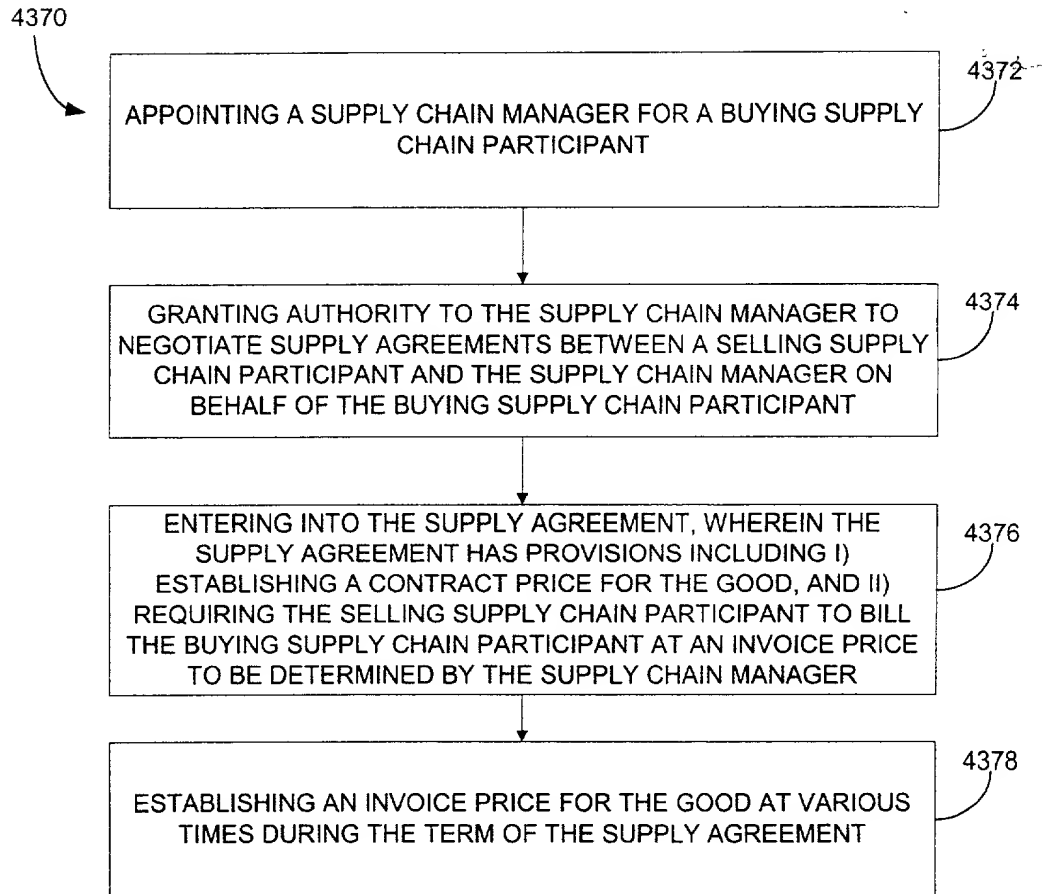 4370
4372
APPOINTING A SUPPLY CHAIN MANAGER FOR A BUYING SUPPLY
CHAIN PARTICIPANT
4374
GRANTING AUTHORITY TO THE SUPPLY CHAIN MANAGER TO
NEGOTIATE SUPPLY AGREEMENTS BETWEEN A SELLING SUPPLY
CHAIN PARTICIPANT AND THE SUPPLY CHAIN MANAGER ON
BEHALF OF THE BUYING SUPPLY CHAIN PARTICIPANT
4376
ENTERING INTO THE SUPPLY AGREEMENT, WHEREIN THE
SUPPLY AGREEMENT HAS PROVISIONS INCLUDING I)
ESTABLISHING A CONTRACT PRICE FOR THE GOOD, AND II)
REQUIRING THE SELLING SUPPLY CHAIN PARTICIPANT TO BILL
THE BUYING SUPPLY CHAIN PARTICIPANT AT AN INVOICE PRICE
TO BE DETERMINED BY THE SUPPLY CHAIN MANAGER
4378
ESTABLISHING AN INVOICE PRICE FOR THE GOOD AT VARIOUS
TIMES DURING THE TERM OF THE SUPPLY AGREEMENT